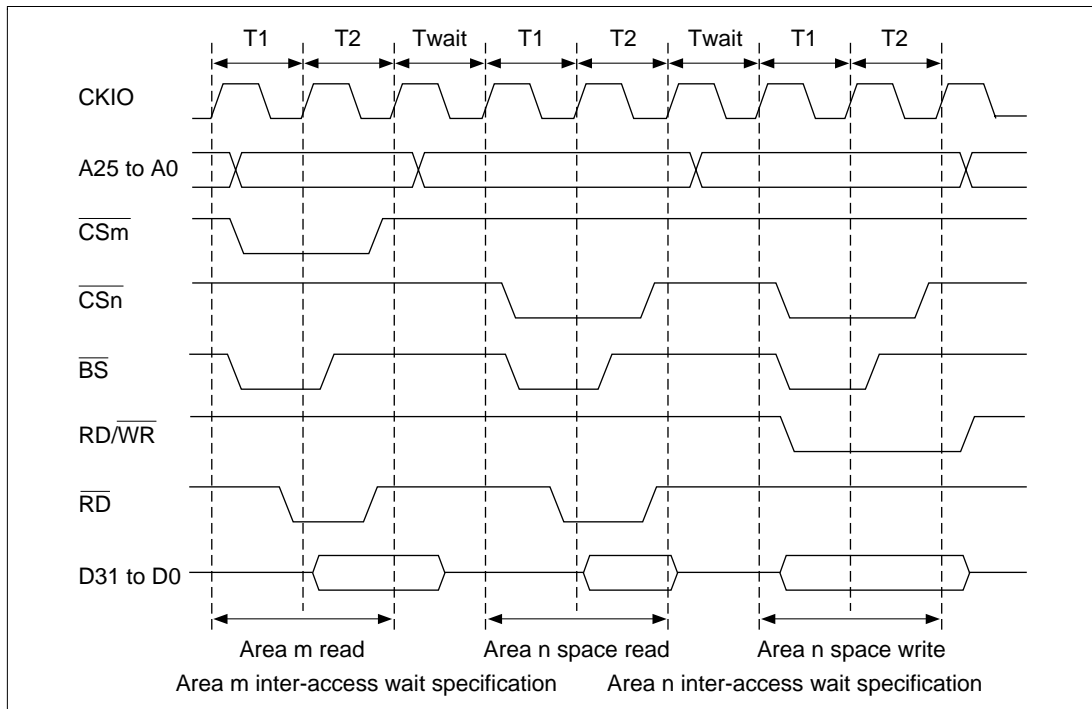 T1 T2 Twait T1 T2 Twait T1 T2
CKIO
A25 to A0
CSm
CSn
BS
RD/WR
RD
D31 to D0
Area m read Area n space read Area n space write
Area m inter-access wait specification Area n inter-access wait specification